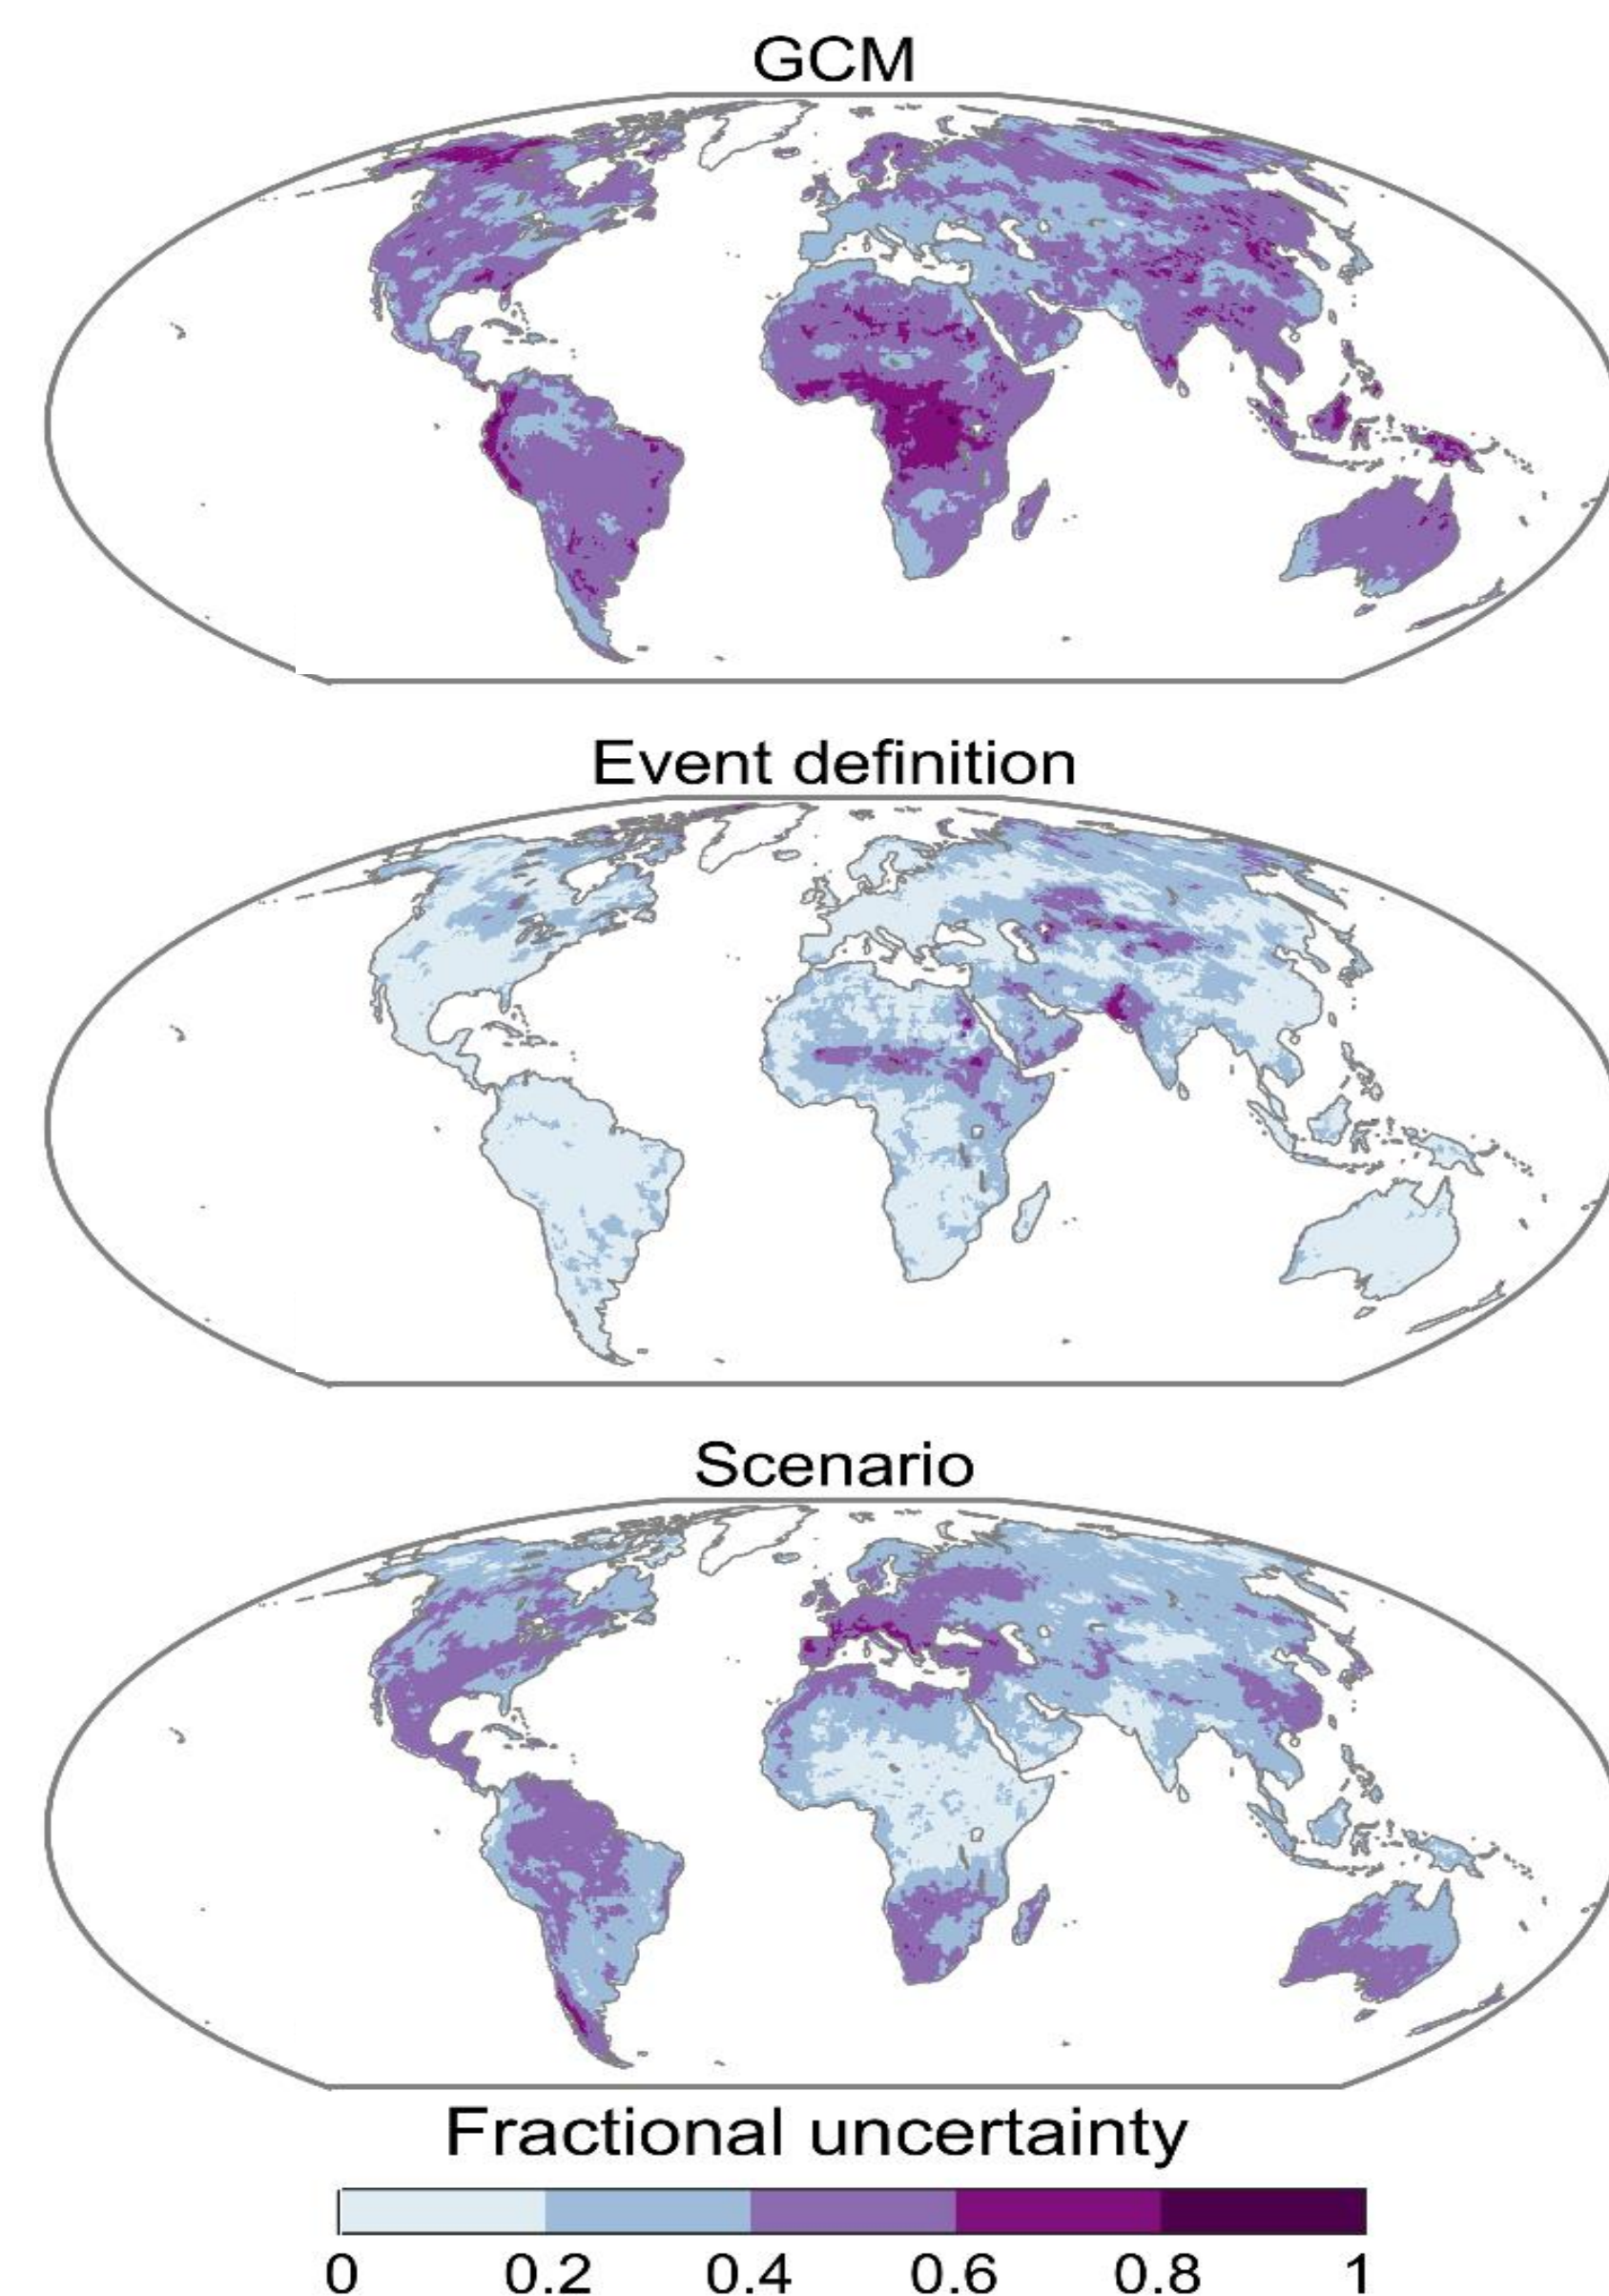 GCM
Event definition
Scenario
Fractional uncertainty
0 0.2 0.4 0.6 0.8 1